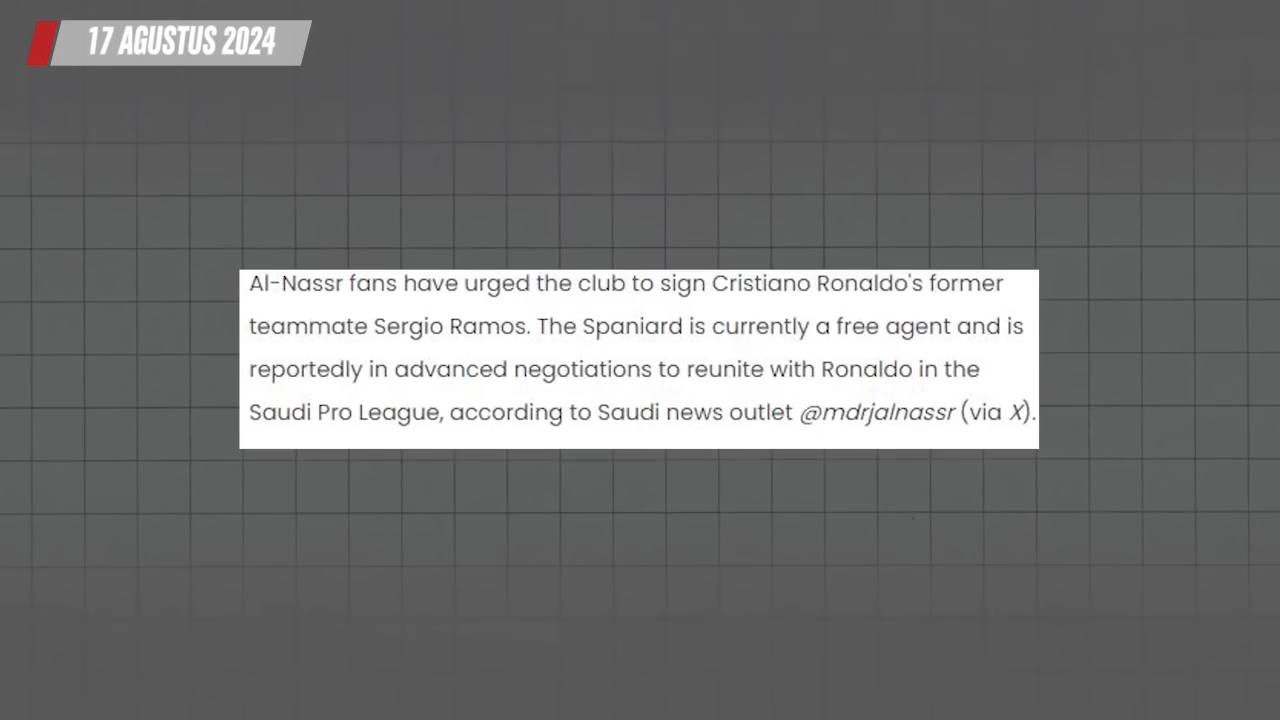 17 AGUSTUS 2024
Al-Nassr fans have urged the club to sign Cristiano Ronaldo's former
teammate Sergio Ramos. The Spaniard is currently a free agent and is
reportedly in advanced negotiations to reunite with Ronaldo in the
Saudi Pro League, according to Saudi news outlet @mdrjalnassr (via X).